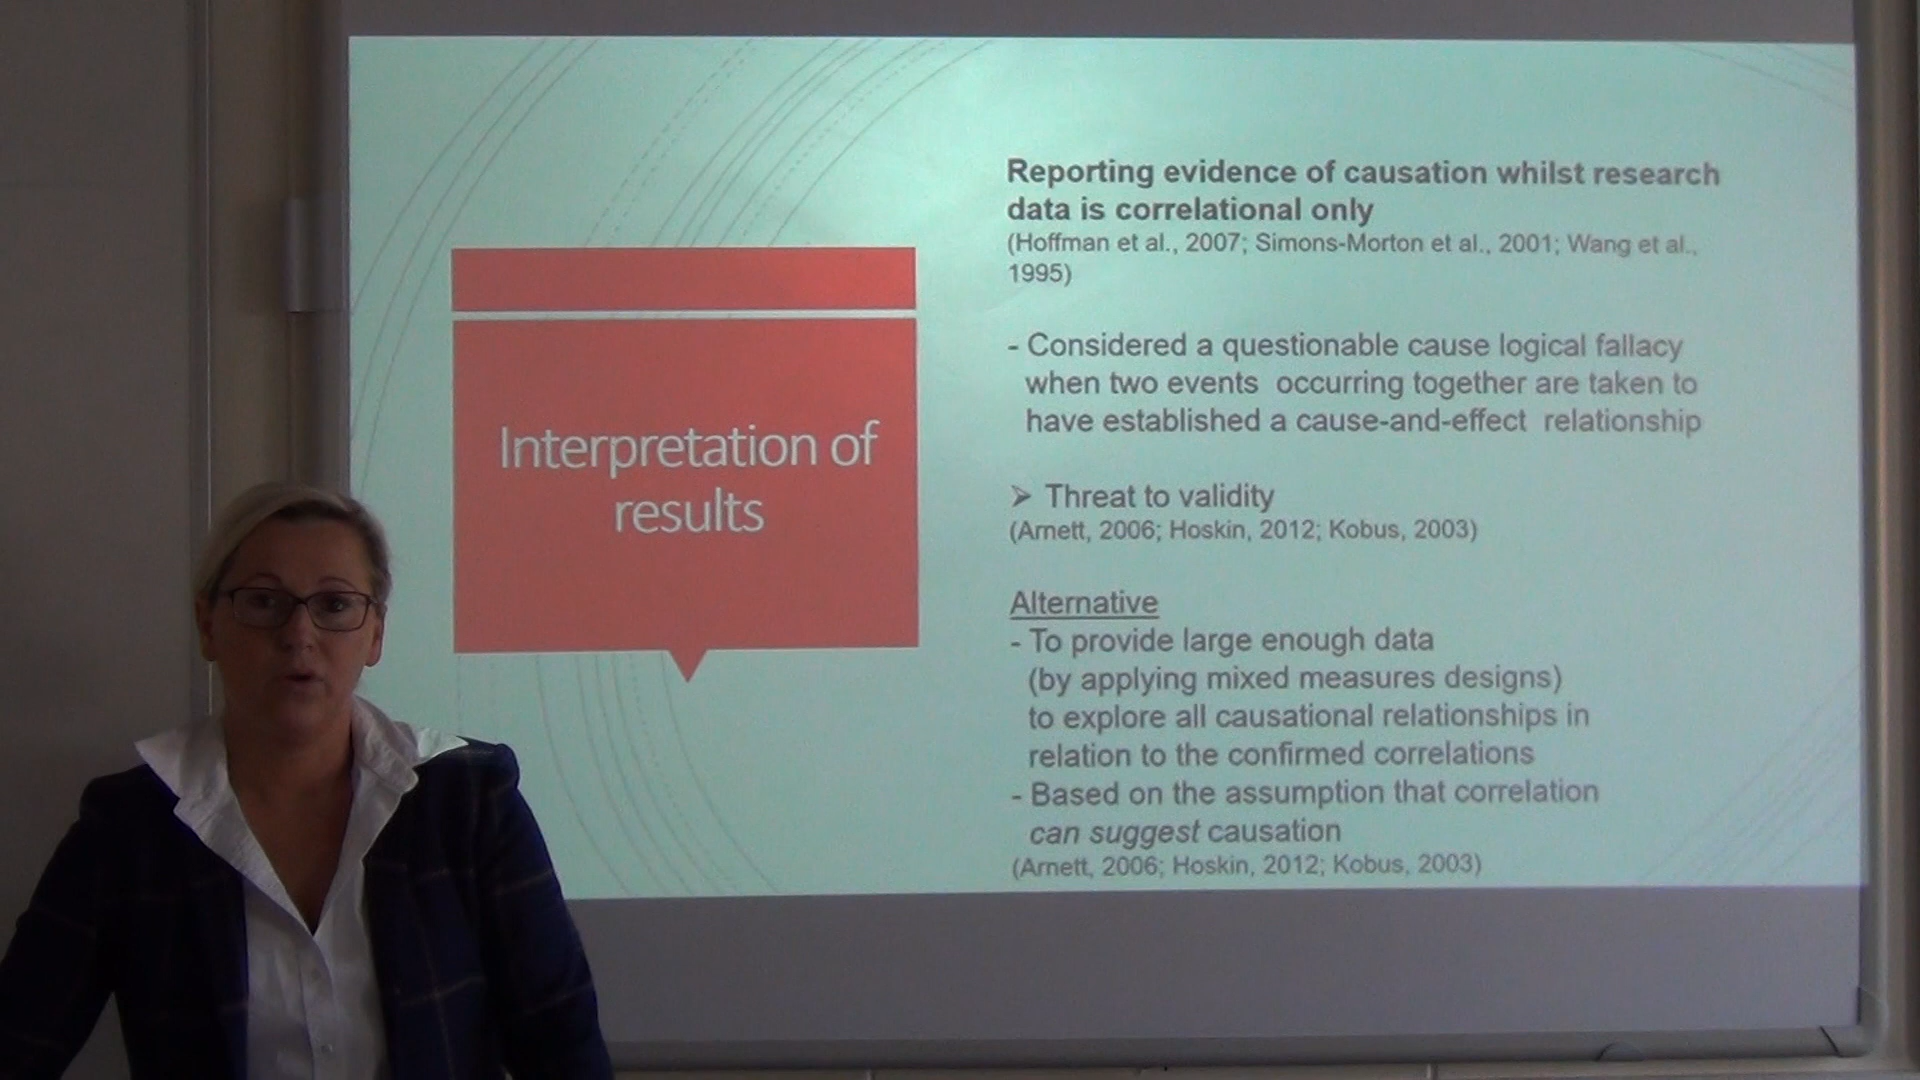 Interpretation of
results
Reporting evidence of causation whilst research
data is correlational only
(Hoffman et al., 2007; Simons-Morton et al., 2001; Wang et al.,
1995)
- Considered a questionable cause logical fallacy
when two events occurring together are taken to
have established a cause-and-effect relationship
➢ Threat to validity
(Arnett, 2006; Hoskin, 2012; Kobus, 2003)
Alternative
- To provide large enough data
(by applying mixed measures designs)
to explore all causational relationships in
relation to the confirmed correlations
- Based on the assumption that correlation
can suggest causation
(Arnett, 2006; Hoskin, 2012; Kobus, 2003)